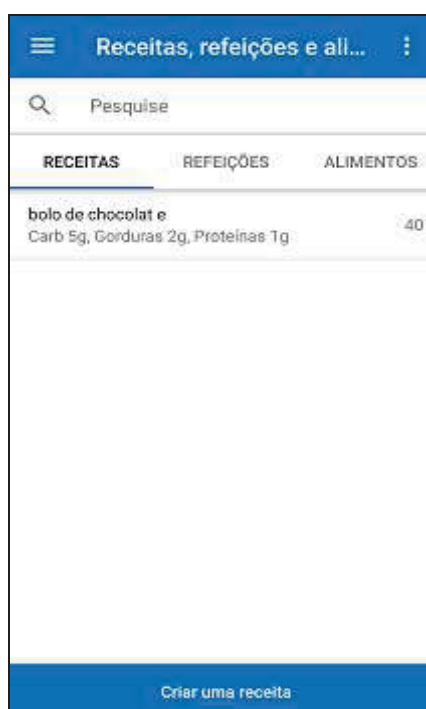 Receitas, refeições e ali...
Pesquise
RECEITAS REFEIÇÕES ALIMENTOS
bolo de chocolat e 40
Carb 5g, Gorduras 2g, Proteínas 1g
Criar uma receita